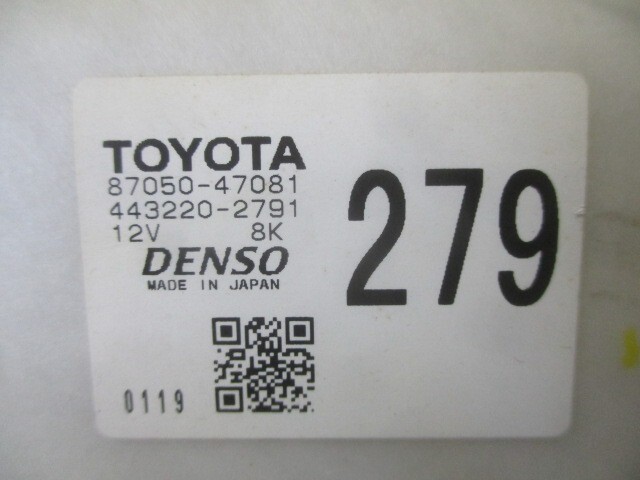 TOYOTA
87050-47081
443220-2791
12V 8K
DENSO
MADE IN JAPAN
279
0119